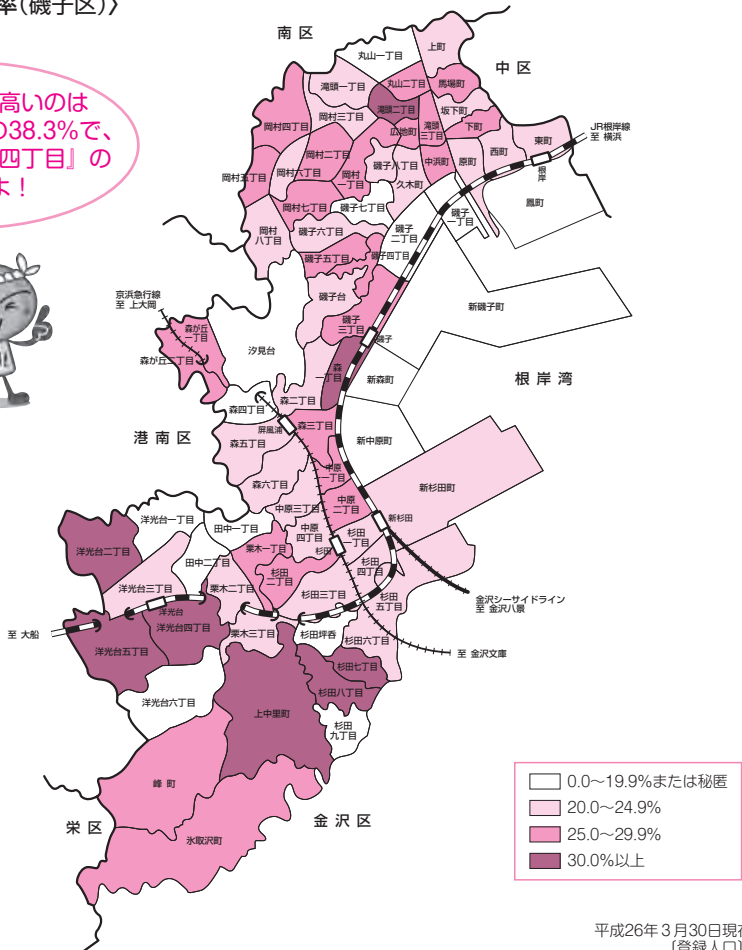 率(磯子区)〉
高いのは
の38.3%で、
四丁目』の
よ！
南区
中区
丸山一丁目
上町
滝頭一丁目
丸山二丁目
馬場町
滝頭二丁目
坂下町
岡村三丁目
岡村四丁目
広地町
滝頭
三丁目
下町
東町
JR根岸線
至 横浜
岡村二丁目
西町
原町
中浜町
根岸
磯子八丁目
岡村五丁目
岡村六丁目
岡村
一丁目
久木町
鳳町
岡村七丁目
磯子七丁目
磯子
一丁目
岡村
八丁目
磯子六丁目
磯子
二丁目
磯子五丁目
磯子四丁目
磯子台
新磯子町
京浜急行線
至 上大岡
磯子
三丁目
森が丘
一丁目
磯子
汐見台
森が丘二丁目
森
一丁目
新森町
根岸湾
森四丁目
森二丁目
港南区
屏風浦
森三丁目
新中原町
森五丁目
中原
一丁目
森六丁目
新杉田町
中原
二丁目
中原三丁目
洋光台一丁目
田中一丁目
中原
四丁目
新杉田
杉田
一丁目
洋光台二丁目
栗木一丁目
杉田
田中二丁目
杉田
四丁目
杉田
二丁目
洋光台三丁目
栗木二丁目
杉田三丁目
金沢シーサイドライン
至 金沢八景
杉田
五丁目
洋光台
洋光台四丁目
至 大船
栗木三丁目
杉田坪呑
杉田六丁目
洋光台五丁目
至 金沢文庫
杉田七丁目
杉田八丁目
洋光台六丁目
上中里町
杉田
九丁目
峰 町
栄区
金沢区
氷取沢町
0.0〜19.9%または秘匿
20.0〜24.9%
25.0〜29.9%
30.0%以上
平成26年3月30日現在
[登録人口]